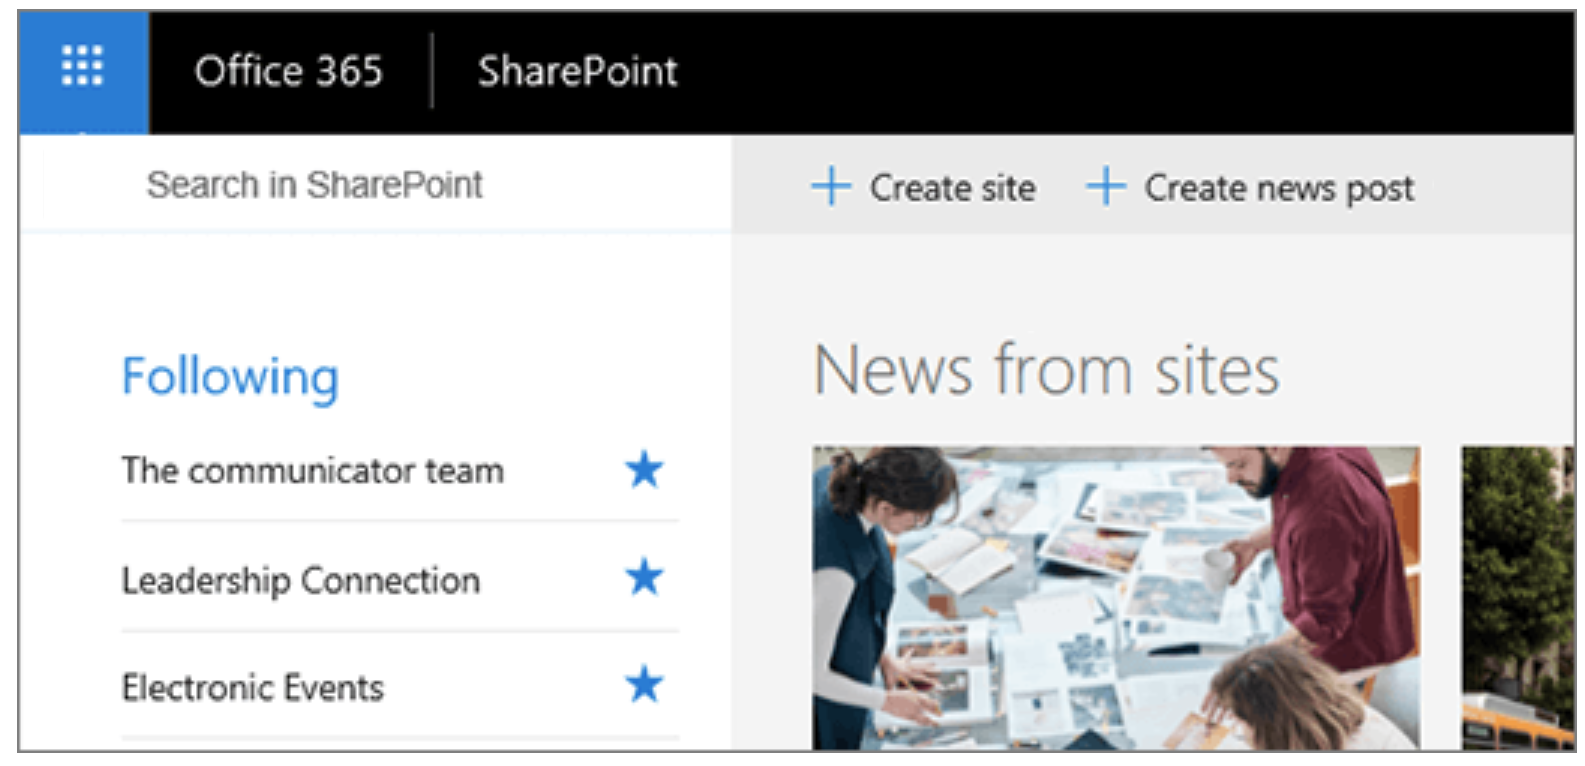 Office 365
SharePoint
Search in SharePoint
Create site
Create news post
Following
The communicator team
Leadership Connection
Electronic Events
News from sites